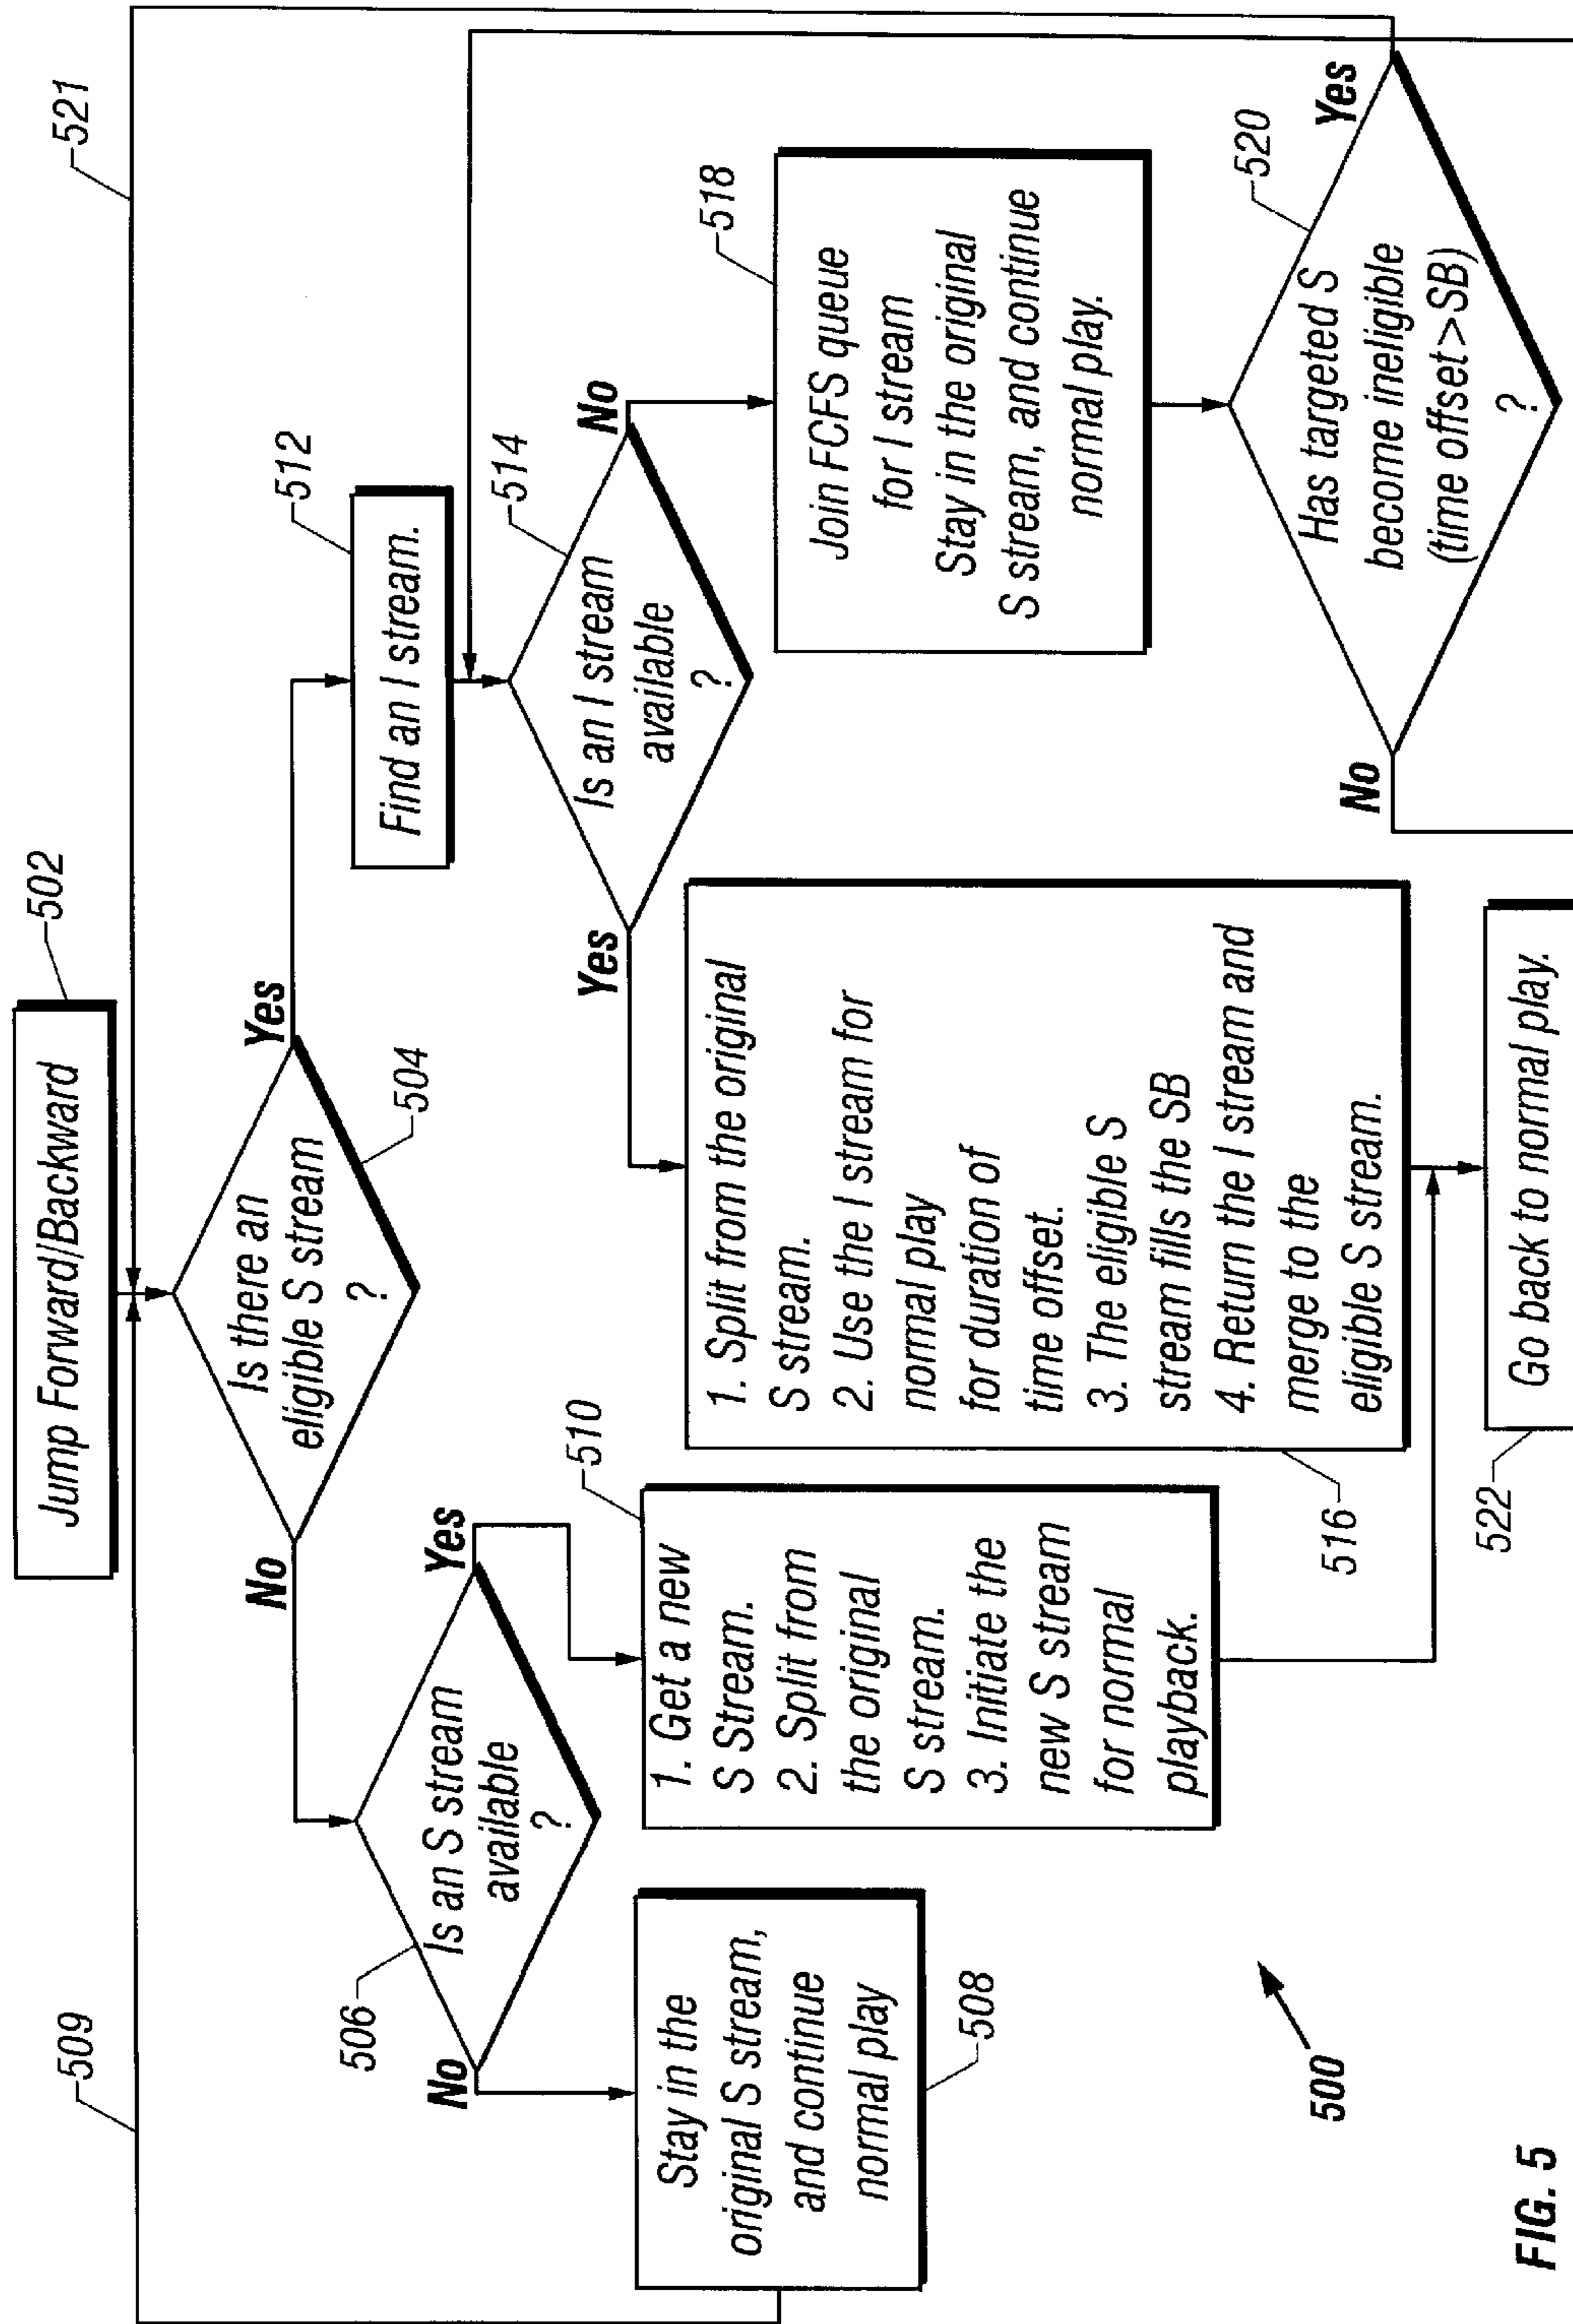 Jump Forward/Backward
502
509
521
Is there an
eligible S stream
?
504
No
Yes
Is an S stream
available
?
506
No
Yes
Stay in the
original S stream,
and continue
normal play
508
1. Get a new
S Stream.
2. Split from
the original
S stream.
3. Initiate the
new S stream
for normal
playback.
510
Find an I stream.
512
Is an I stream
available
?
514
Yes
No
1. Split from the original
S stream.
2. Use the I stream for
normal play
for duration of
time offset.
3. The eligible S
stream fills the SB
4. Return the I stream and
merge to the
eligible S stream.
516
Join FCFS queue
for I stream
Stay in the original
S stream, and continue
normal play.
518
Has targeted S
become ineligible
(time offset>SB)
?
520
No
Yes
Go back to normal play.
522
500
FIG. 5